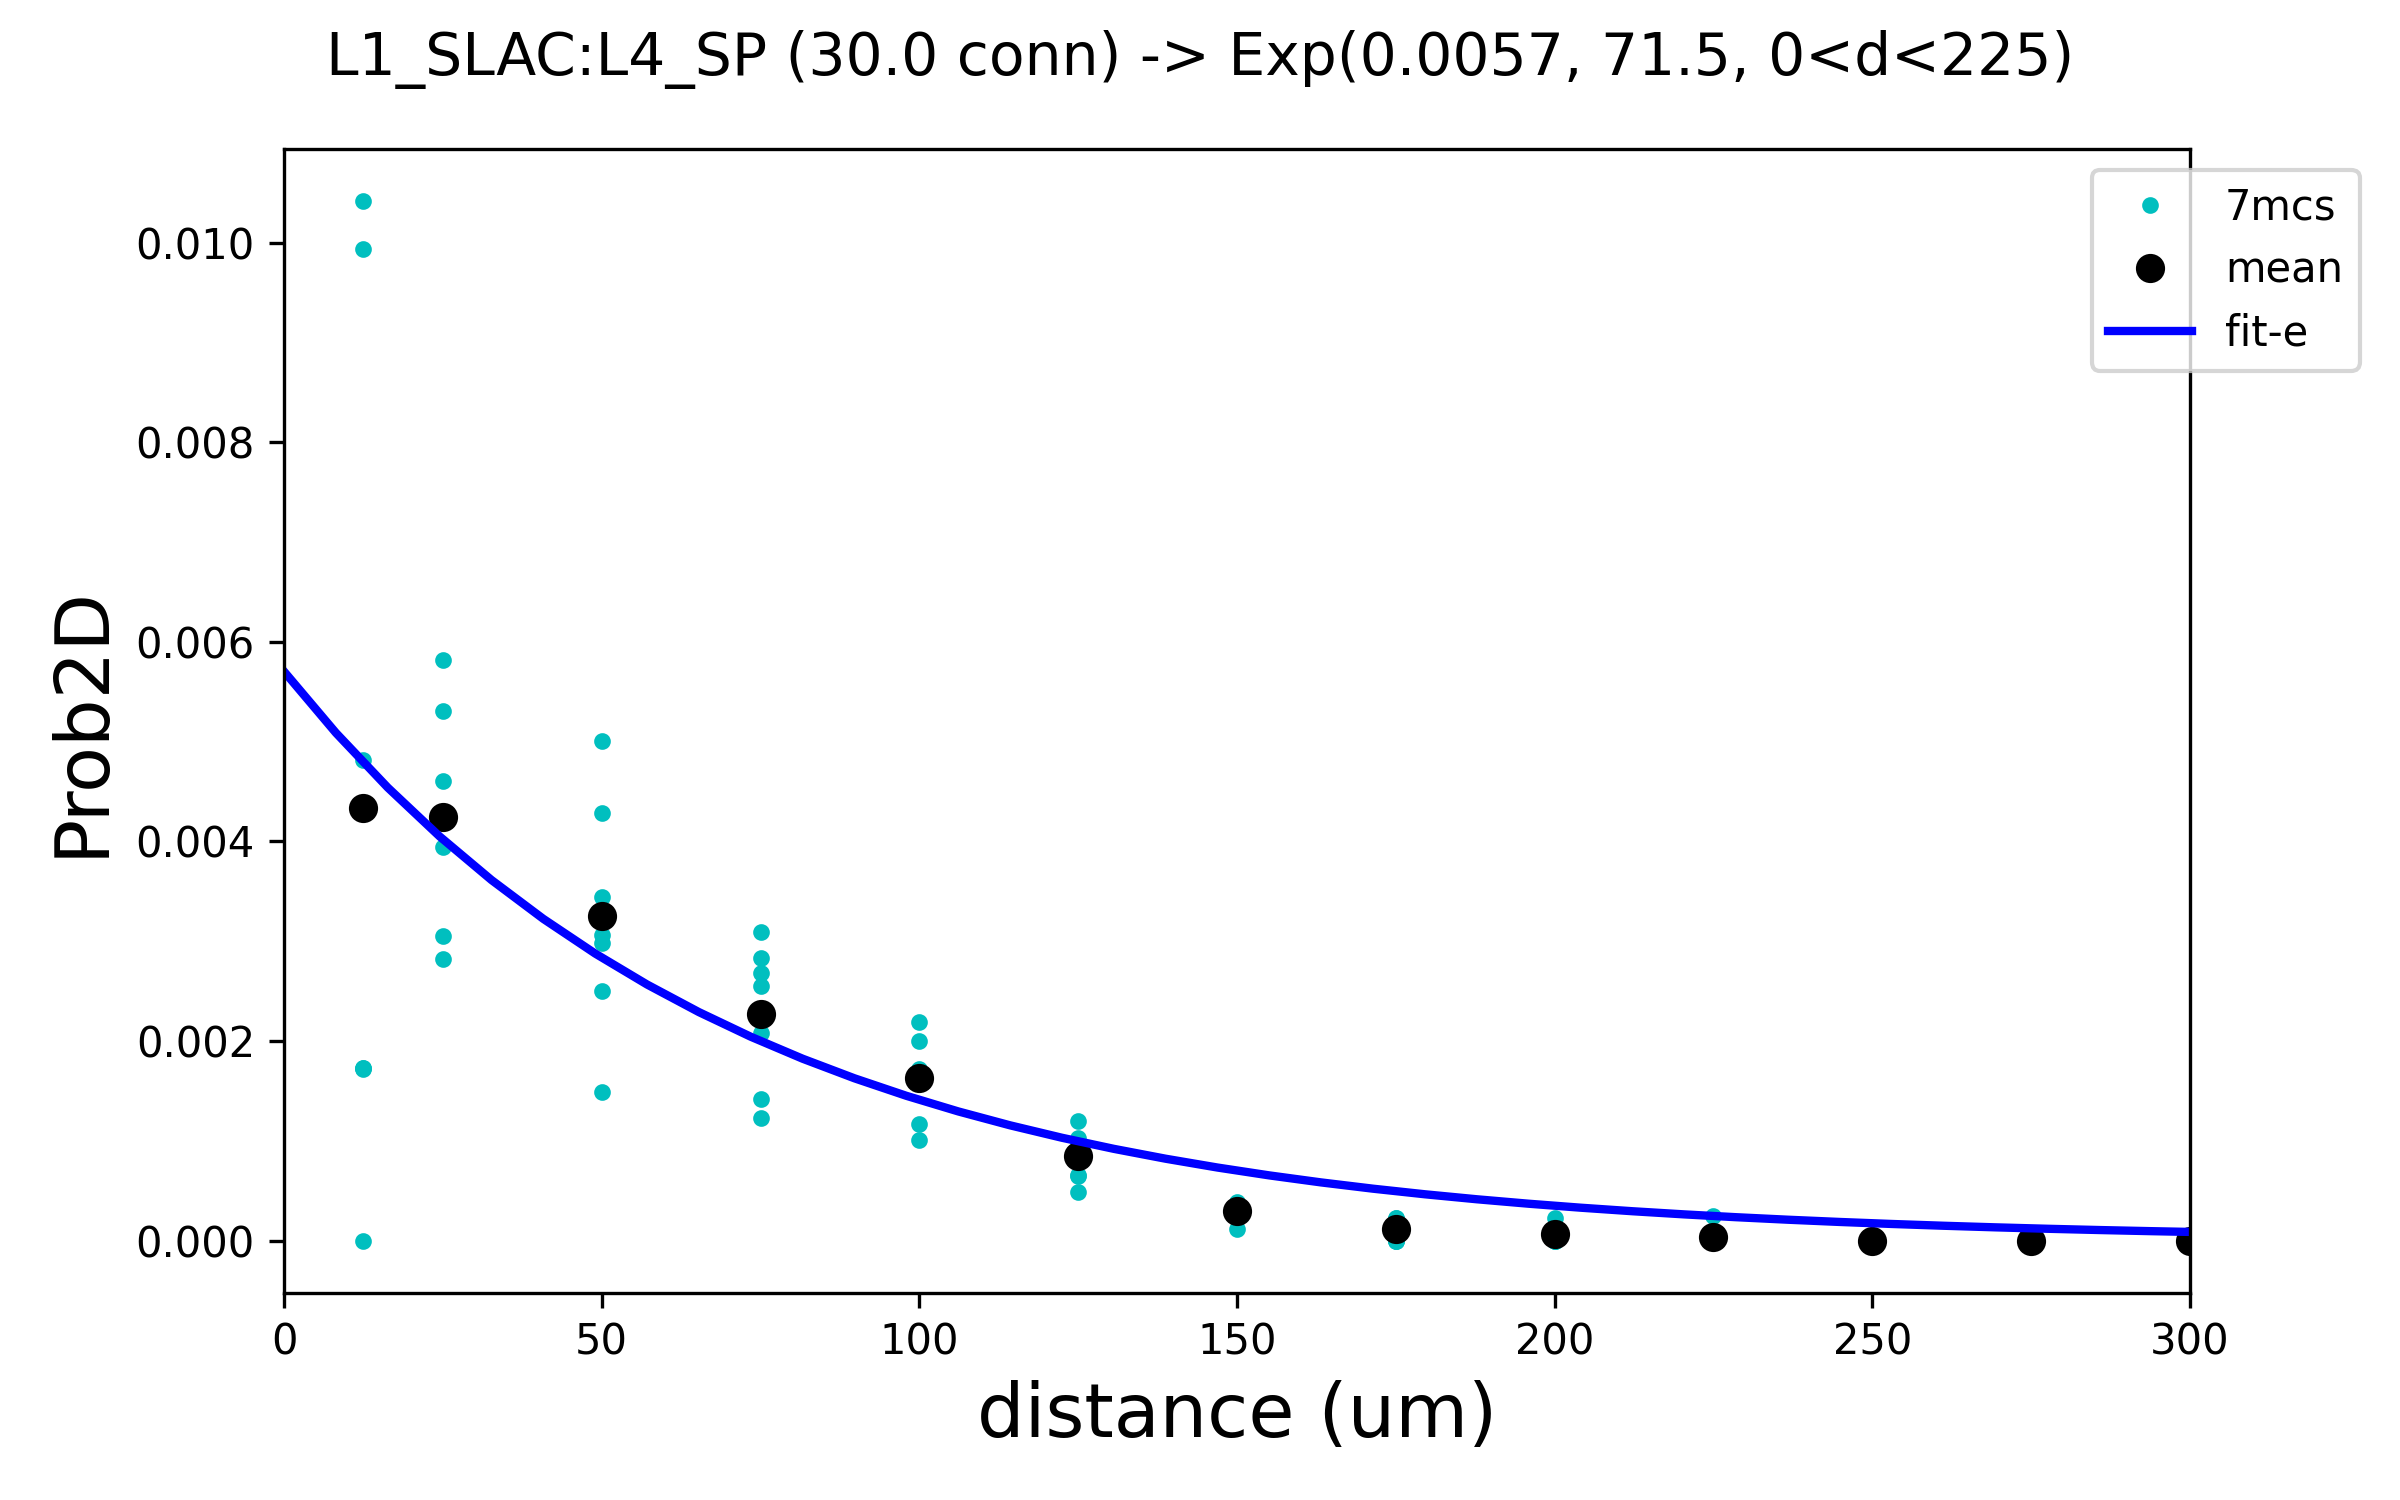 L1_SLAC:L4_SP (30.0 conn) -> Exp(0.0057, 71.5, 0<d<225)
7mcs
mean
fit-e
Prob2D
0.010
0.008
0.006
0.004
0.002
0.000
0 50 100 150 200 250 300
distance (um)